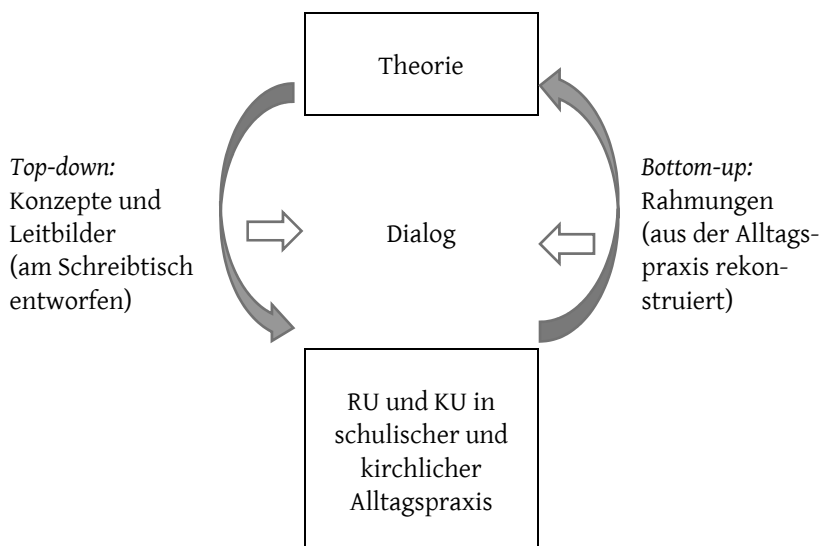 Theorie
Top-down:
Konzepte und
Leitbilder
(am Schreibtisch
entworfen)
Dialog
Bottom-up:
Rahmungen
(aus der Alltags-
praxis rekon-
struiert)
RU und KU in
schulischer und
kirchlicher
Alltagspraxis